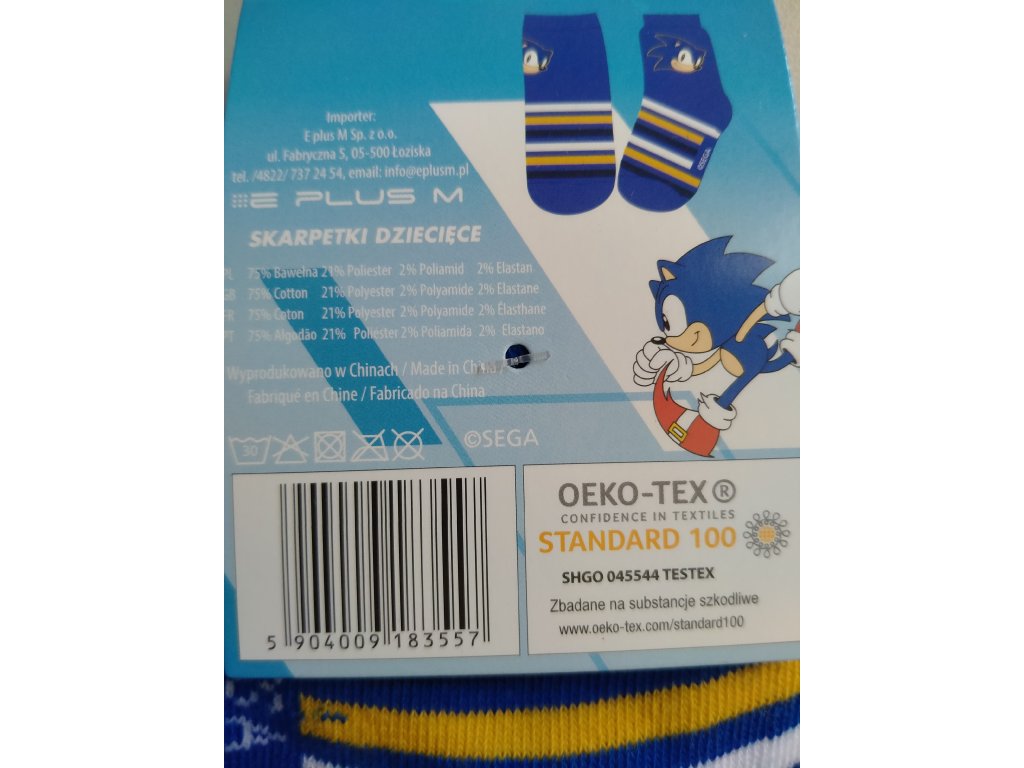 ©SEGA
Importer:
E plus M Sp. z o.o.
ul. Fabryczna 5, 05-500 Łoziska
tel. /4822/ 737 24 54, email: info@eplusm.pl
E PLUS M
SKARPETKI DZIECIĘCE
PL 75% Bawełna 21% Poliester 2% Poliamid 2% Elastan
GB 75% Cotton 21% Polyester 2% Polyamide 2% Elastane
FR 75% Coton 21% Polyester 2% Polyamide 2% Elasthane
PT 75% Algodão 21% Poliéster 2% Poliamida 2% Elastano
Wyprodukowano w Chinach / Made in China /
Fabriqué en Chine / Fabricado na China
30
©SEGA
5 904009 183557
OEKO-TEX®
CONFIDENCE IN TEXTILES
STANDARD 100
SHGO 045544 TESTEX
Zbadane na substancje szkodliwe
www.oeko-tex.com/standard100